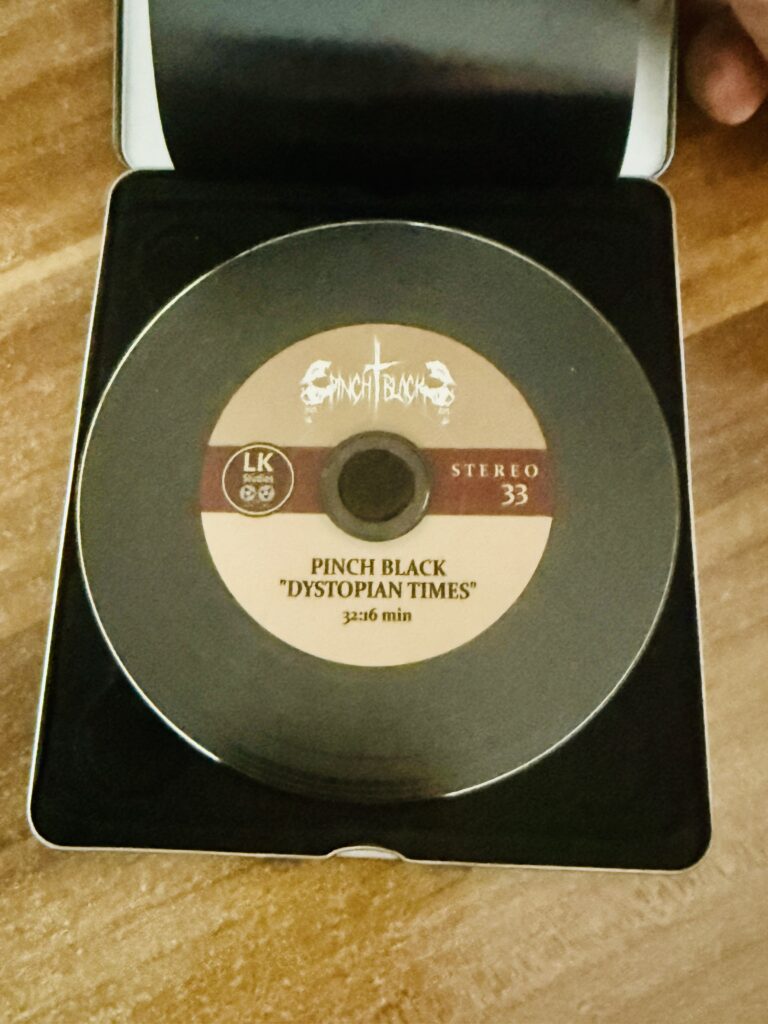 PINCH BLACK
LK
Studios
STEREO
33
PINCH BLACK
"DYSTOPIAN TIMES"
32:16 min